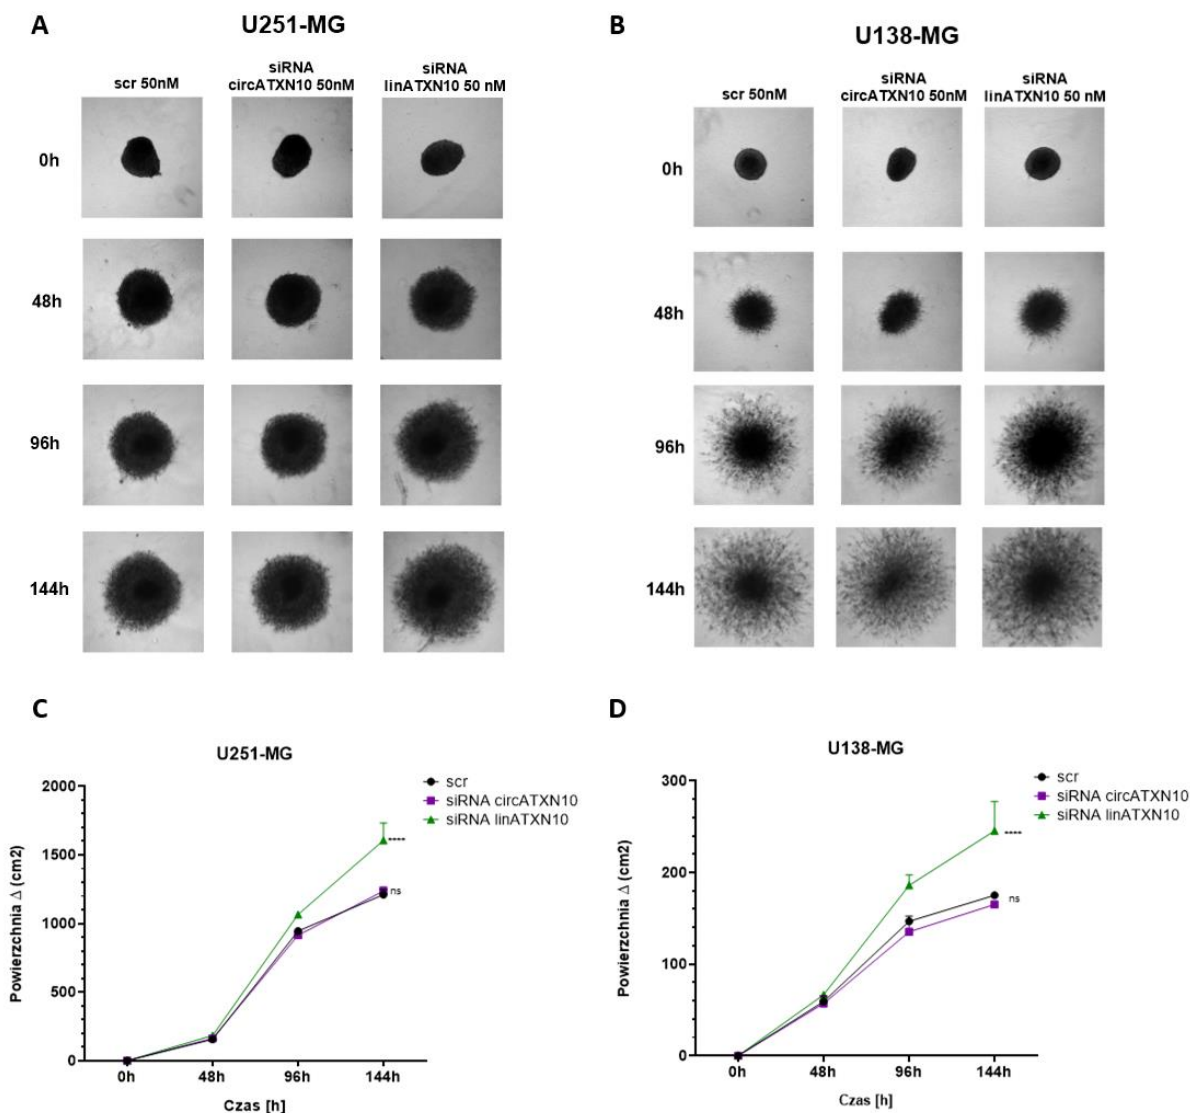 A
U251-MG
scr 50nM
siRNA
circATXN10 50nM
siRNA
linATXN10 50 nM
0h
48h
96h
144h
B
U138-MG
scr 50nM
siRNA
circATXN10 50nM
siRNA
linATXN10 50 nM
0h
48h
96h
144h
C
U251-MG
scr
siRNA circATXN10
siRNA linATXN10
Powierzchnia Δ (cm2)
2000
1500
1000
500
0
****
ns
0h
48h
96h
144h
Czas [h]
D
U138-MG
scr
siRNA circATXN10
siRNA linATXN10
Powierzchnia Δ (cm2)
300
200
100
0
****
ns
0h
48h
96h
144h
Czas [h]